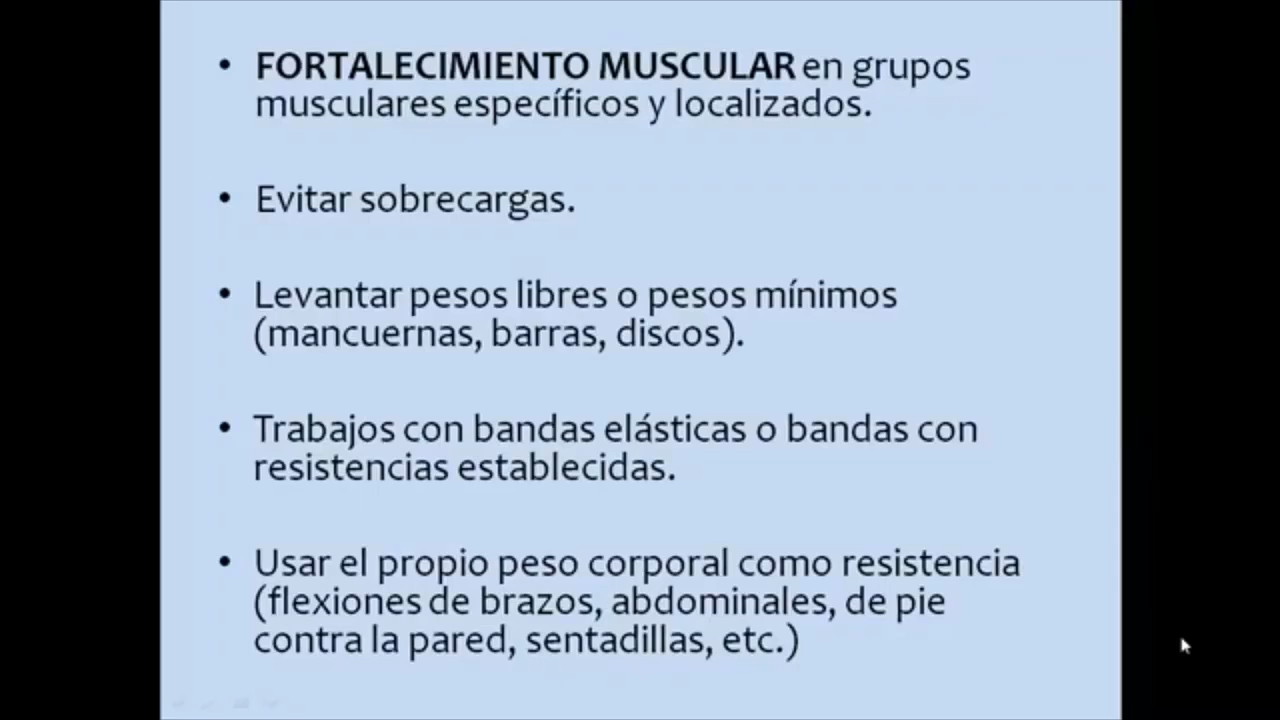 • FORTALECIMIENTO MUSCULAR en grupos
musculares específicos y localizados.
• Evitar sobrecargas.
• Levantar pesos libres o pesos mínimos
(mancuernas, barras, discos).
• Trabajos con bandas elásticas o bandas con
resistencias establecidas.
• Usar el propio peso corporal como resistencia
(flexiones de brazos, abdominales, de pie
contra la pared, sentadillas, etc.)